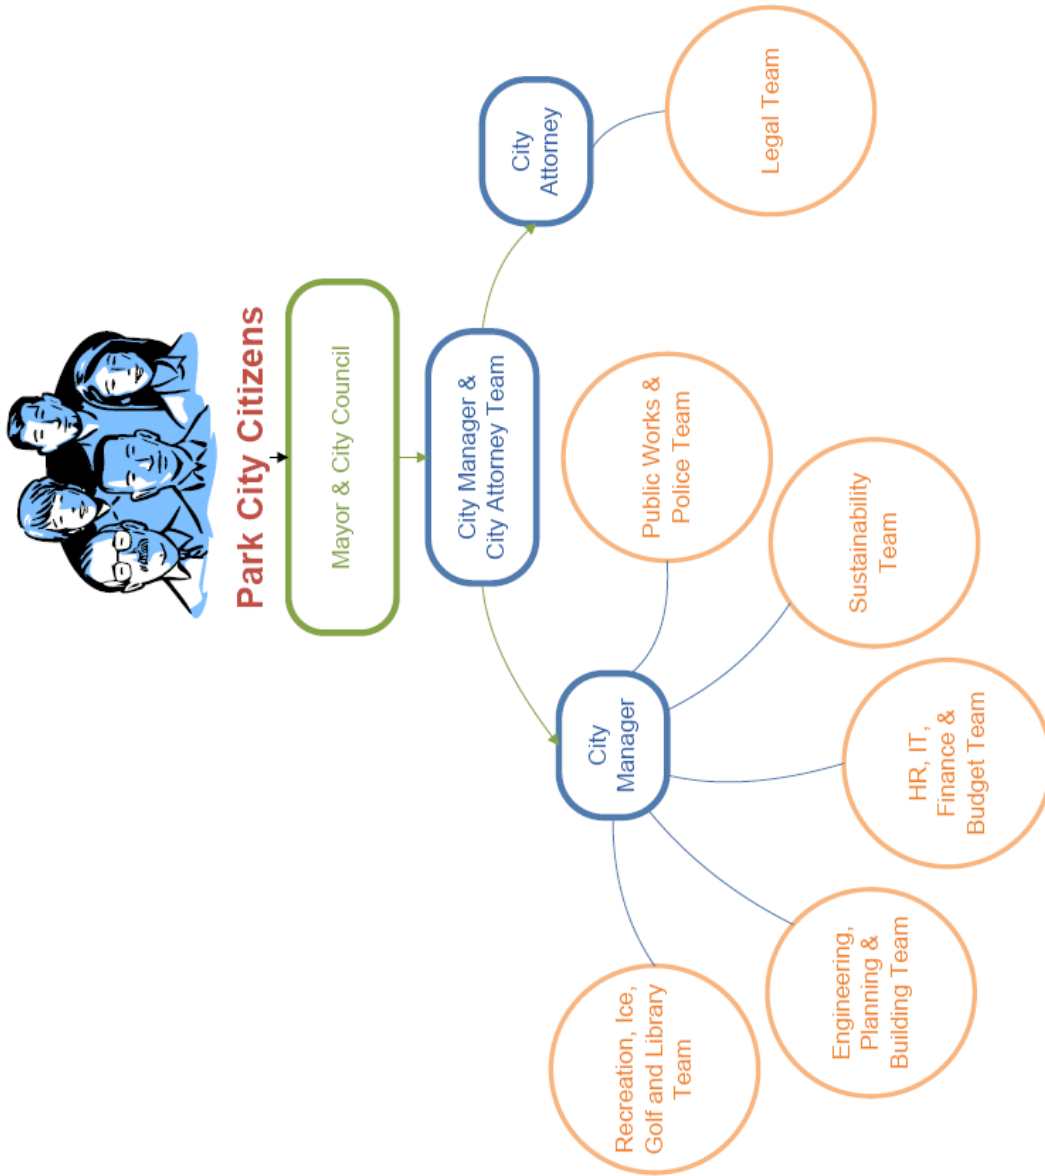 Park City Citizens
Mayor & City Council
City Manager &
City Attorney Team
City
Manager
City
Attorney
Recreation, Ice,
Golf and Library
Team
Engineering,
Planning &
Building Team
HR, IT,
Finance &
Budget Team
Sustainability
Team
Public Works &
Police Team
Legal Team